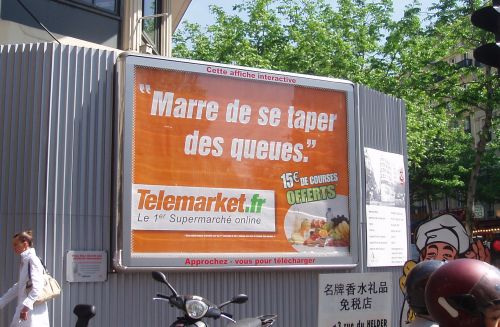 Cette affiche interactive
"Marre de se taper
des queues."
15€ DE COURSES
OFFERTS
Telemarket.fr
Le 1er Supermarché online
Approchez - vous pour télécharger
名牌香水礼品
免税店
3 rue du HELDER